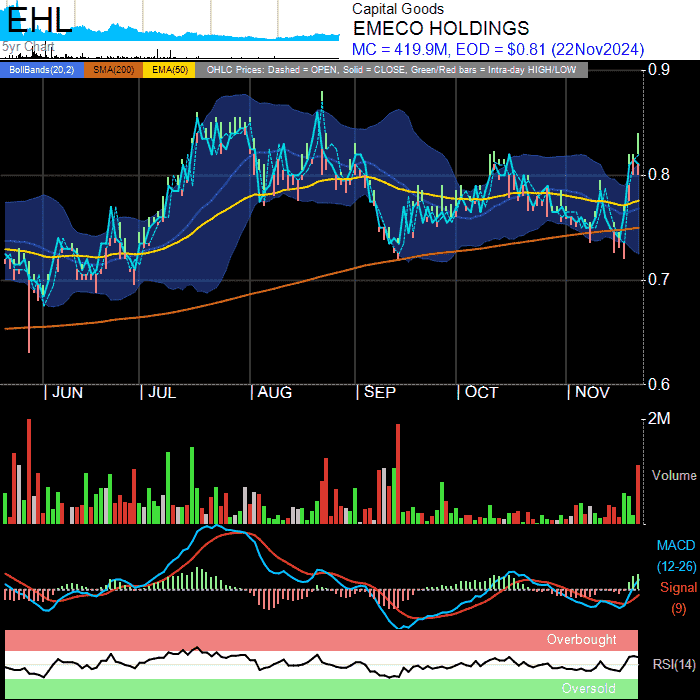 EHL
5yr Chart
Capital Goods
EMECO HOLDINGS
MC = 419.9M, EOD = $0.81 (22Nov2024)
BollBands(20,2) SMA(200) EMA(50) OHLC Prices: Dashed = OPEN, Solid = CLOSE, Green/Red bars = Intra-day HIGH/LOW
0.9
0.8
0.7
0.6
JUN JUL AUG SEP OCT NOV
2M
Volume
MACD
(12-26)
Signal
(9)
Overbought
RSI(14)
Oversold